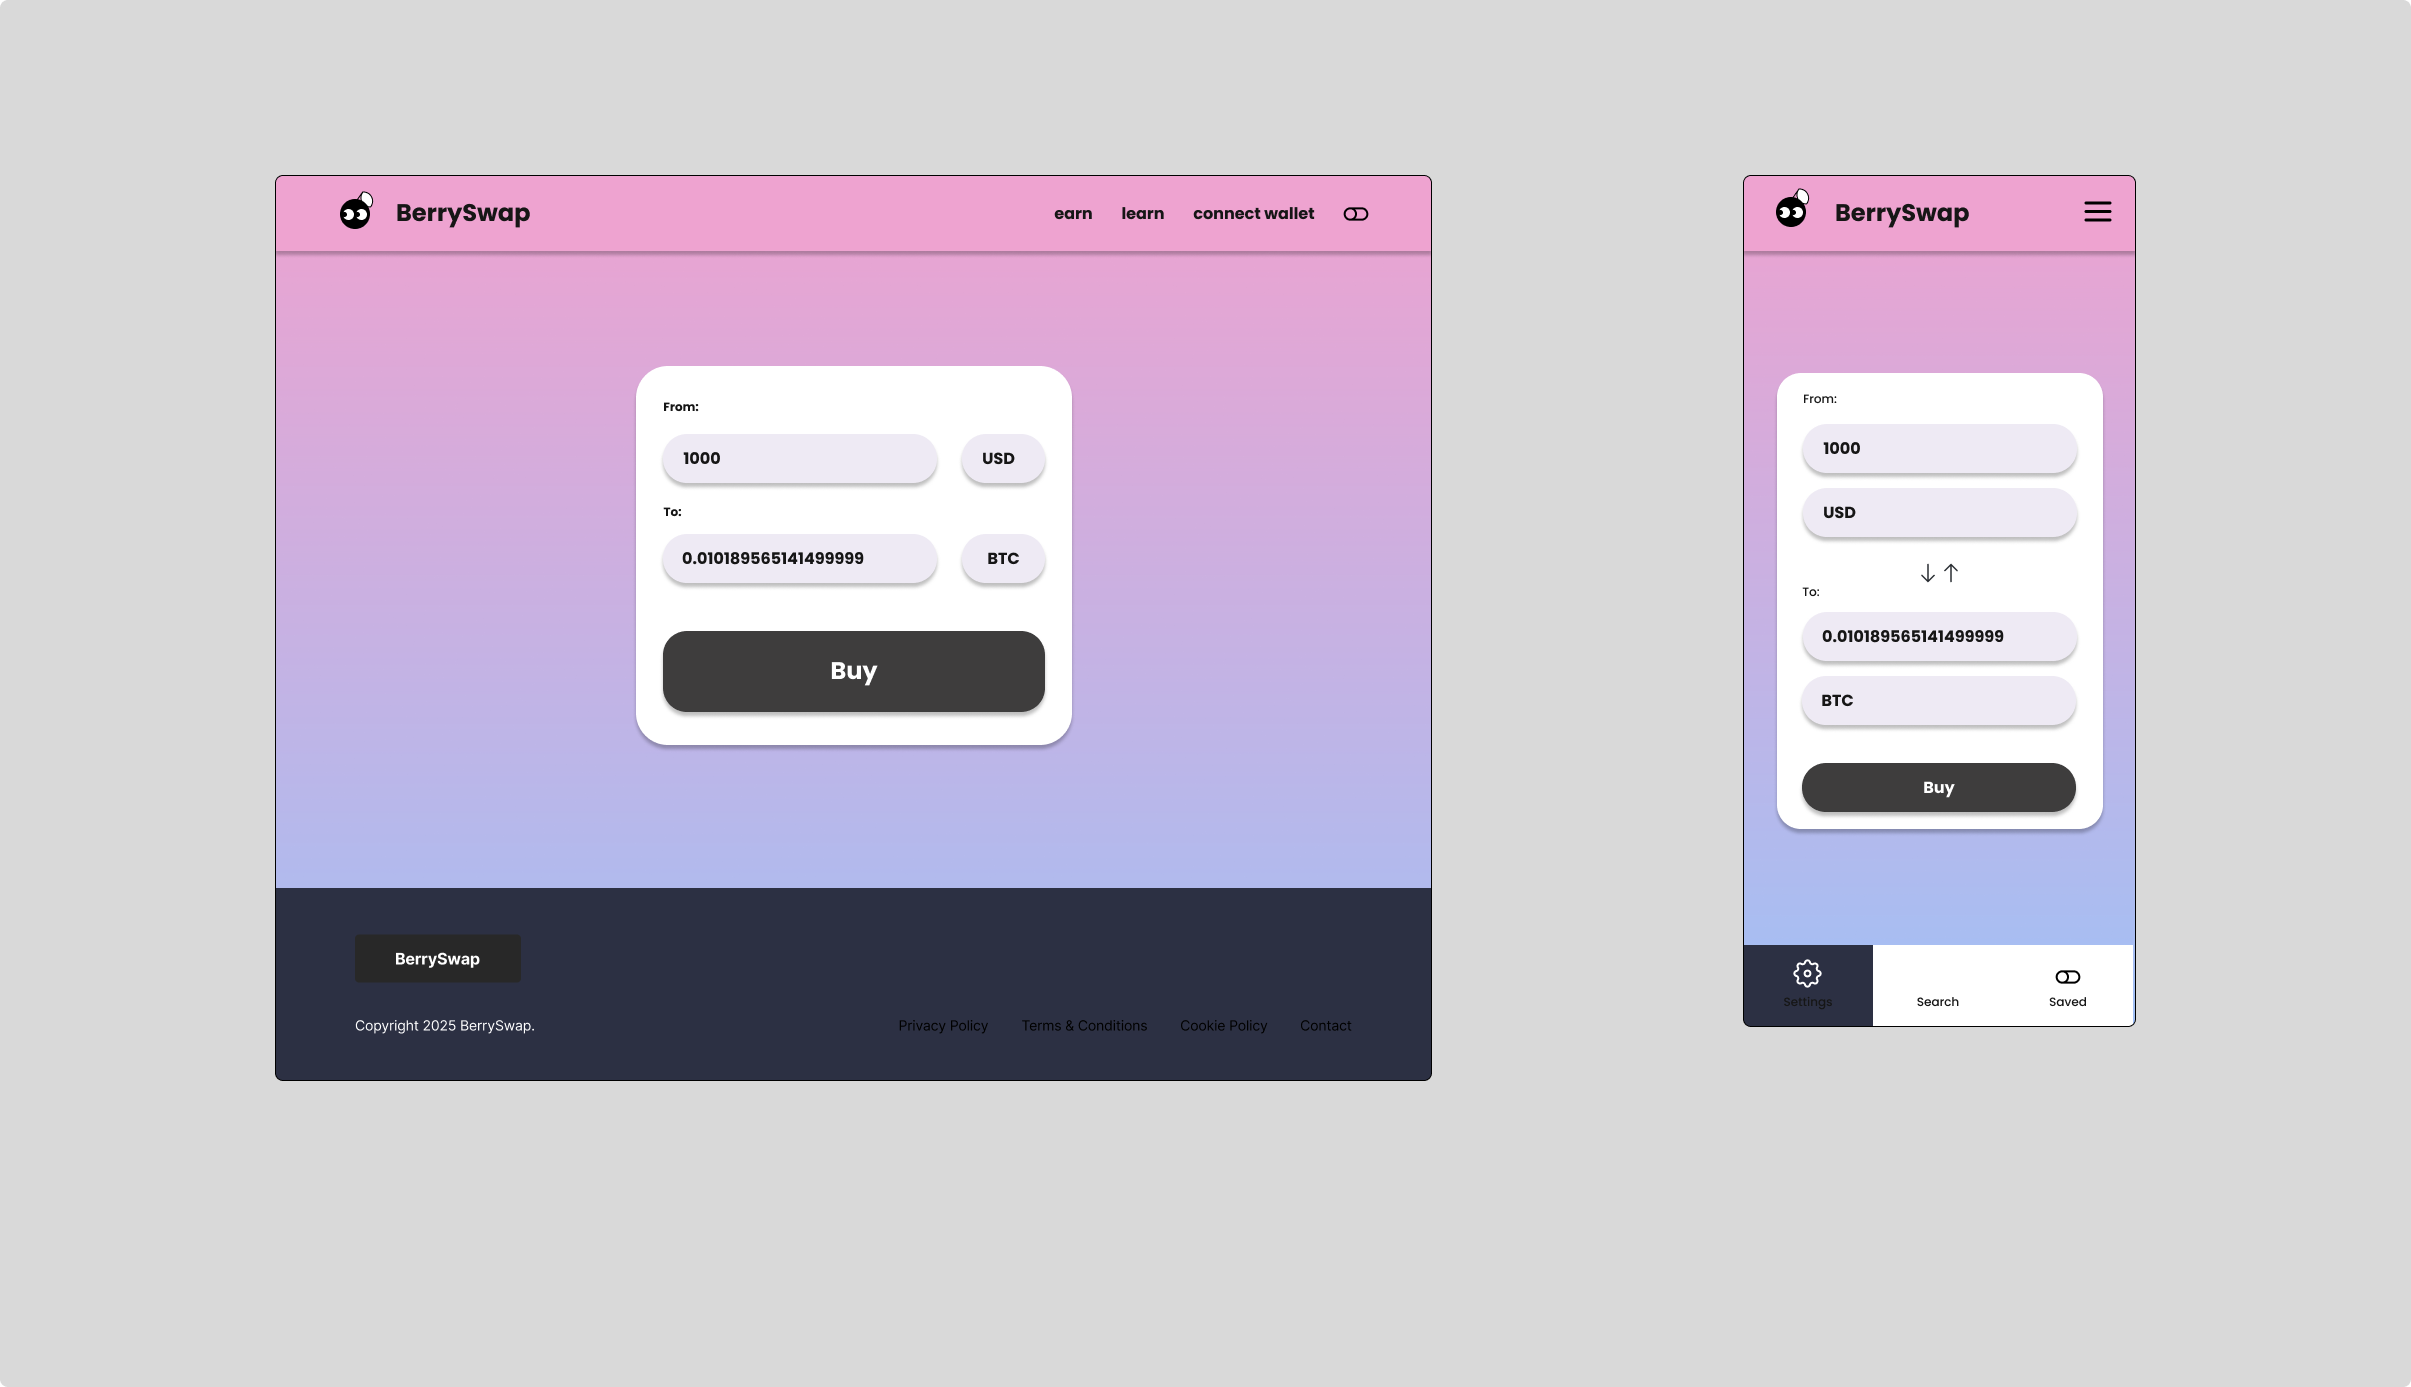 BerrySwap
earn learn connect wallet
From:
1000 USD
To:
0.010189565141499999 BTC
Buy
BerrySwap
Copyright 2025 BerrySwap.
Privacy Policy Terms & Conditions Cookie Policy Contact
BerrySwap
From:
1000
USD
To:
0.010189565141499999
BTC
Buy
Settings Search Saved